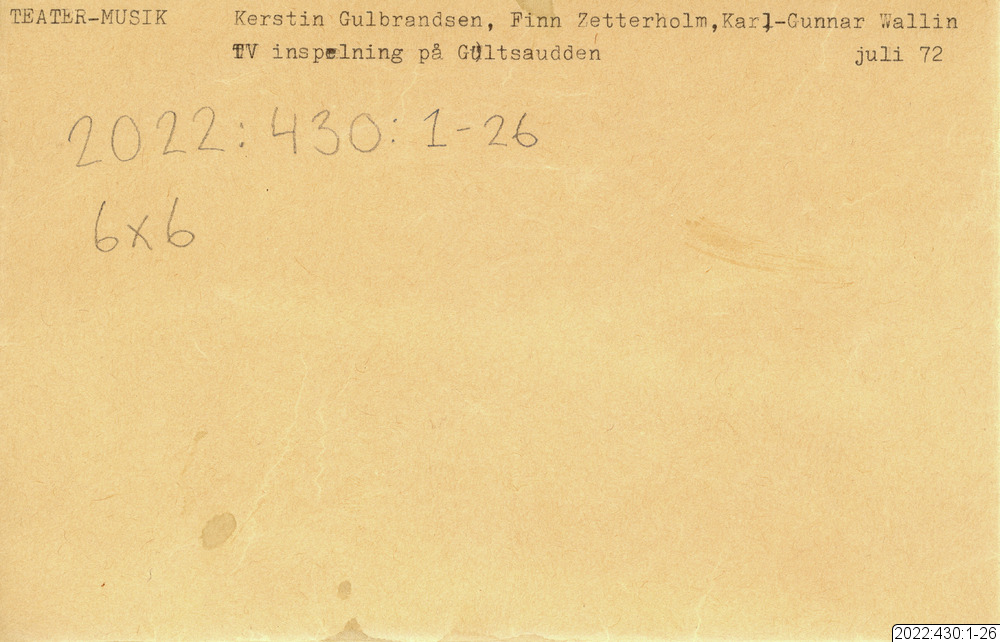 TEATER-MUSIK Kerstin Gulbrandsen, Finn Zetterholm,Karl-Gunnar Wallin
TV inspelning på Gültsaudden juli 72
2022:430:1-26
6x6
2022:430:1-26